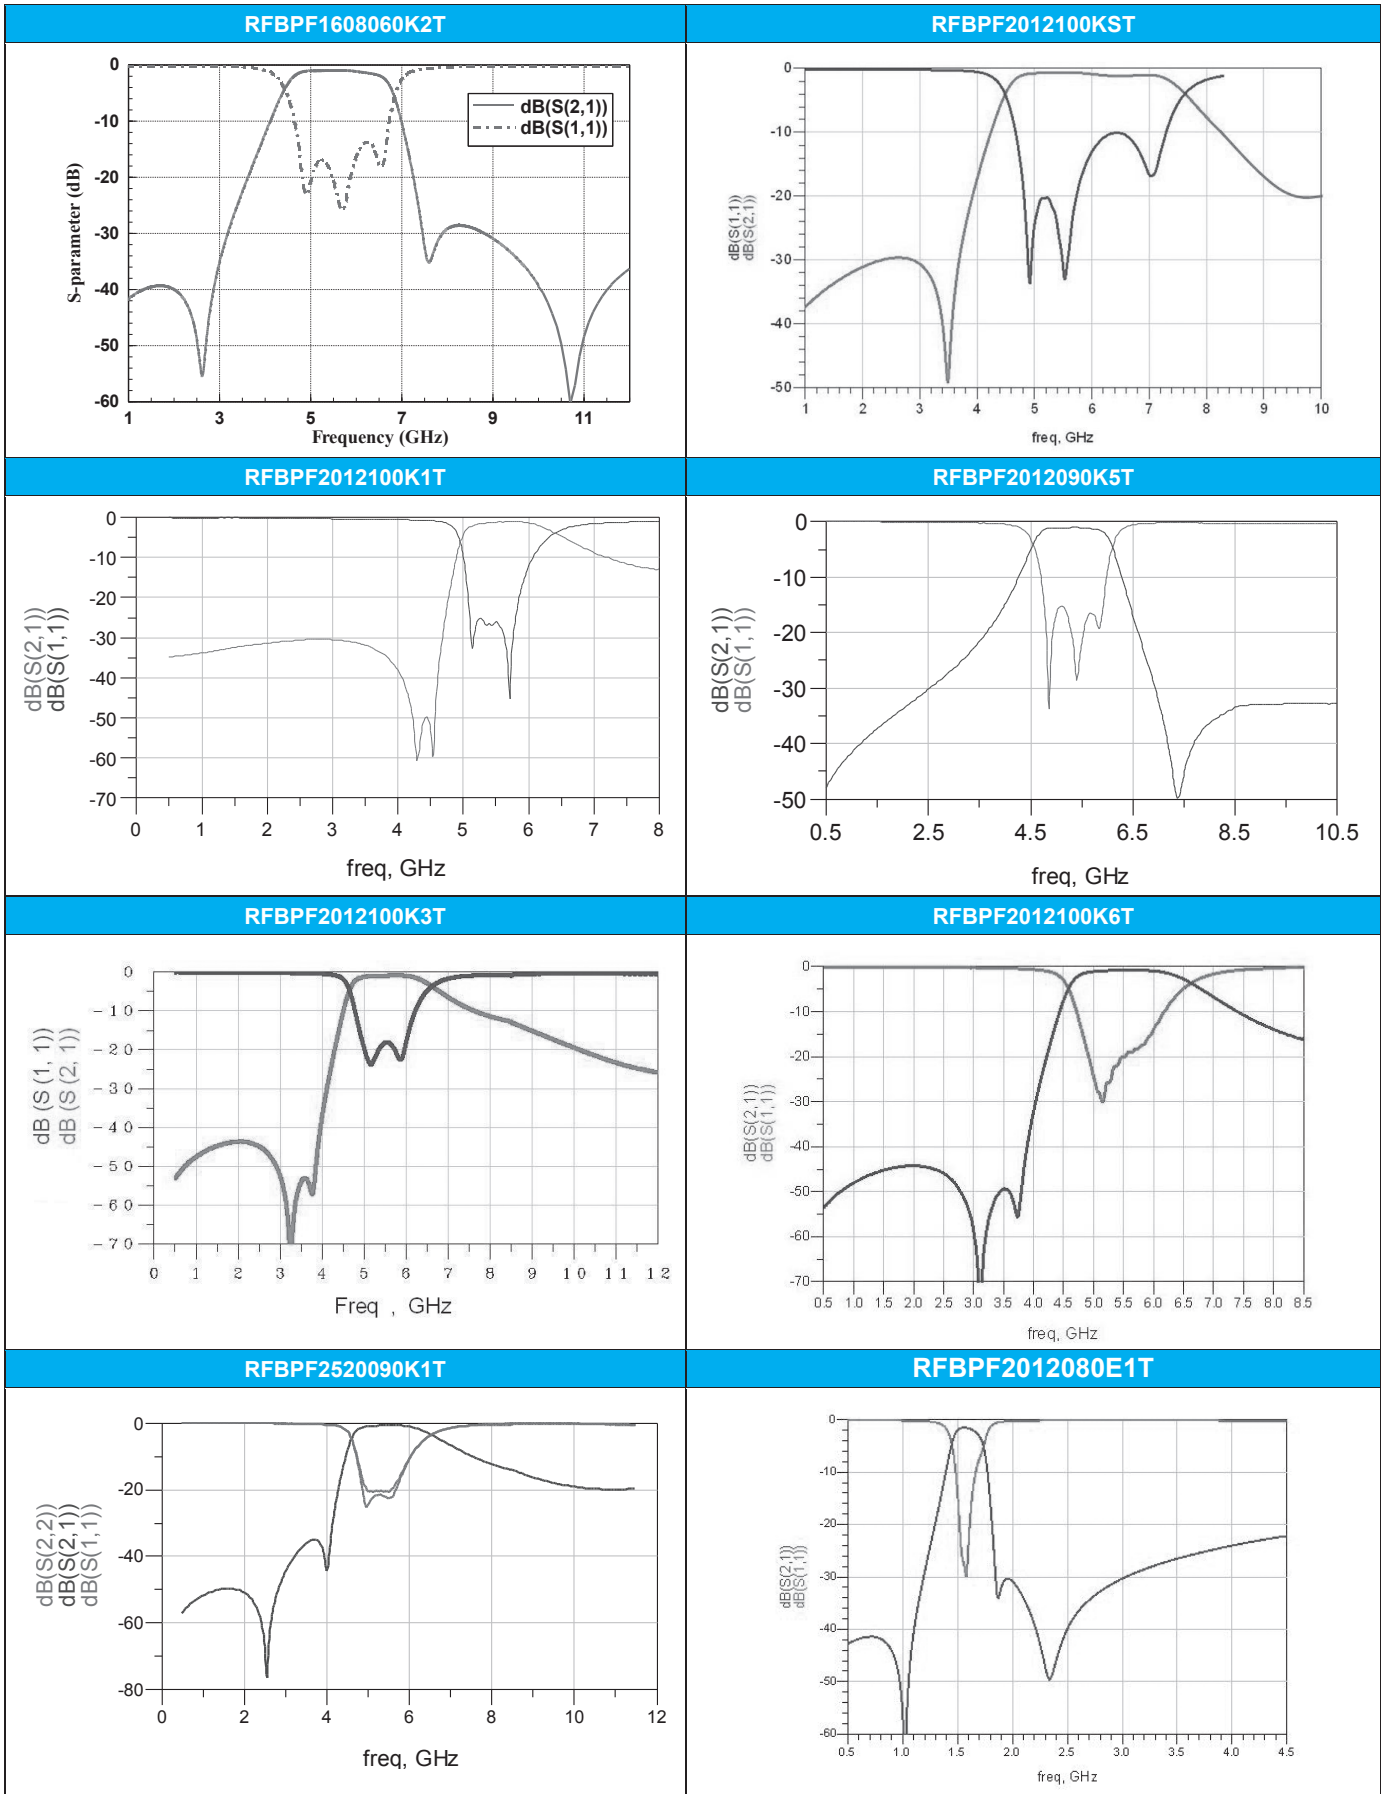 RFBPF1608060K2T
0
-10
-20
-30
-40
-50
-60
S-parameter (dB)
dB(S(2,1))
dB(S(1,1))
1 3 5 7 9 11
Frequency (GHz)
RFBPF2012100KST
0
-10
-20
-30
-40
-50
dB(S(1,1))
dB(S(2,1))
1 2 3 4 5 6 7 8 9 10
freq, GHz
RFBPF2012100K1T
0
-10
-20
-30
-40
-50
-60
-70
dB(S(2,1))
dB(S(1,1))
0 1 2 3 4 5 6 7 8
freq, GHz
RFBPF2012090K5T
0
-10
-20
-30
-40
-50
dB(S(2,1))
dB(S(1,1))
0.5 2.5 4.5 6.5 8.5 10.5
freq, GHz
RFBPF2012100K3T
0
-10
-20
-30
-40
-50
-60
-70
dB(S(1,1))
dB(S(2,1))
0 1 2 3 4 5 6 7 8 9 10 11 12
Freq , GHz
RFBPF2012100K6T
0
-10
-20
-30
-40
-50
-60
-70
dB(S(2,1))
dB(S(1,1))
0.5 1.0 1.5 2.0 2.5 3.0 3.5 4.0 4.5 5.0 5.5 6.0 6.5 7.0 7.5 8.0 8.5
freq, GHz
RFBPF2520090K1T
0
-20
-40
-60
-80
dB(S(2,2))
dB(S(2,1))
dB(S(1,1))
0 2 4 6 8 10 12
freq, GHz
RFBPF2012080E1T
0
-10
-20
-30
-40
-50
-60
dB(S(2,1))
dB(S(1,1))
0.5 1.0 1.5 2.0 2.5 3.0 3.5 4.0 4.5
freq, GHz